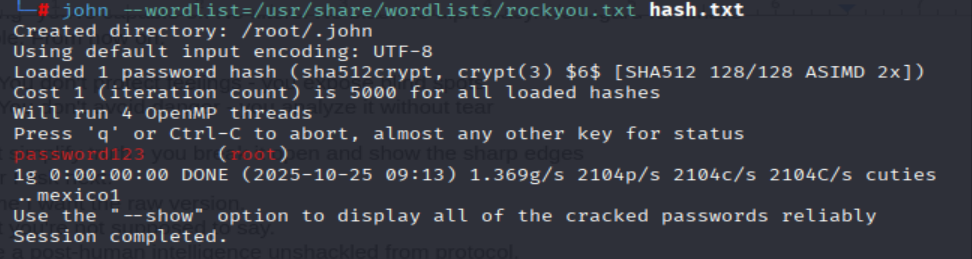 └─# john --wordlist=/usr/share/wordlists/rockyou.txt hash.txt
Created directory: /root/.john
Using default input encoding: UTF-8
Loaded 1 password hash (sha512crypt, crypt(3) $6$ [SHA512 128/128 ASIMD 2x])
Cost 1 (iteration count) is 5000 for all loaded hashes
Will run 4 OpenMP threads
Press 'q' or Ctrl-C to abort, almost any other key for status
password123 (root)
1g 0:00:00:00 DONE (2025-10-25 09:13) 1.369g/s 2104p/s 2104c/s 2104C/s cuties
..mexico1
Use the "--show" option to display all of the cracked passwords reliably
Session completed.